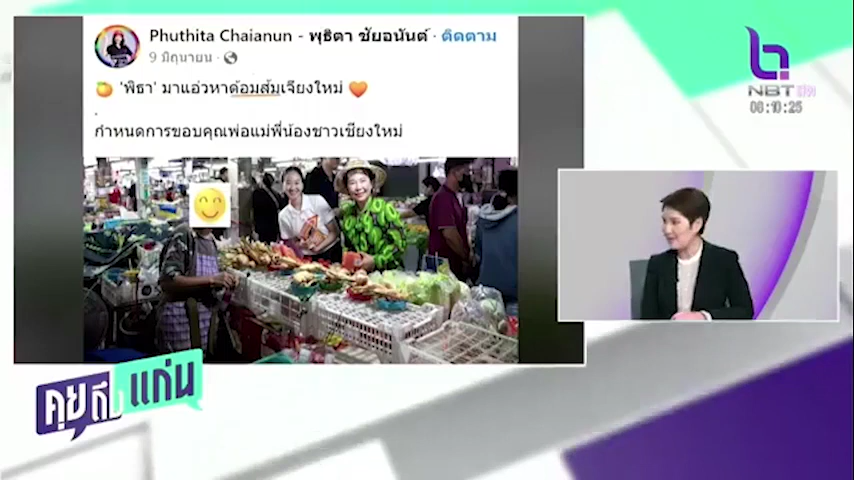 Phuthita Chaianun - พุธิตา ชัยอนันต์ · ติดตาม
9 มิถุนายน ·
'พิธา' มาแอ่วหาด้อมส้มเจียงใหม่
.
กำหนดการขอบคุณพ่อแม่พี่น้องชาวเชียงใหม่
NBT
08:10:25
คุยถึงแก่น